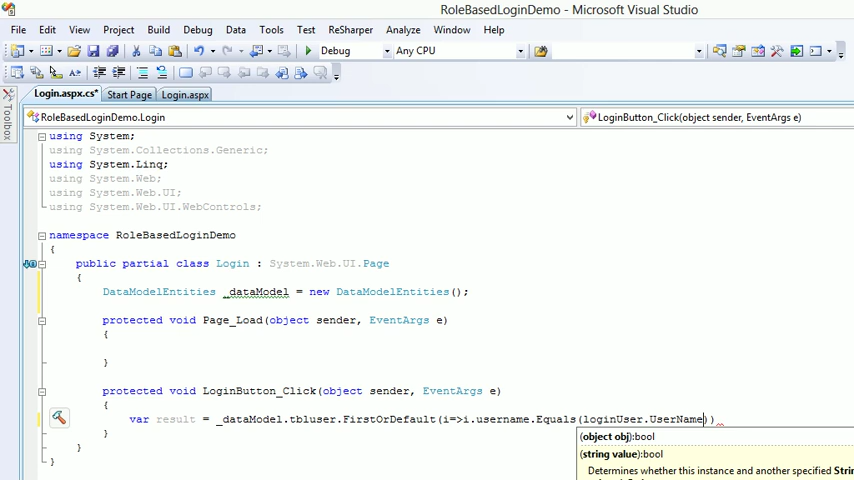 RoleBasedLoginDemo - Microsoft Visual Studio
File Edit View Project Build Debug Data Tools Test ReSharper Analyze Window Help
Debug Any CPU
Login.aspx.cs* Start Page Login.aspx
Toolbox
RoleBasedLoginDemo.Login LoginButton_Click(object sender, EventArgs e)
using System;
using System.Collections.Generic;
using System.Linq;
using System.Web;
using System.Web.UI;
using System.Web.UI.WebControls;
namespace RoleBasedLoginDemo
{
public partial class Login : System.Web.UI.Page
{
DataModelEntities _dataModel = new DataModelEntities();
protected void Page_Load(object sender, EventArgs e)
{
}
protected void LoginButton_Click(object sender, EventArgs e)
{
var result = _dataModel.tbluser.FirstOrDefault(i=>i.username.Equals(loginUser.UserName))
}
}
}
(object obj):bool
(string value):bool
Determines whether this instance and another specified